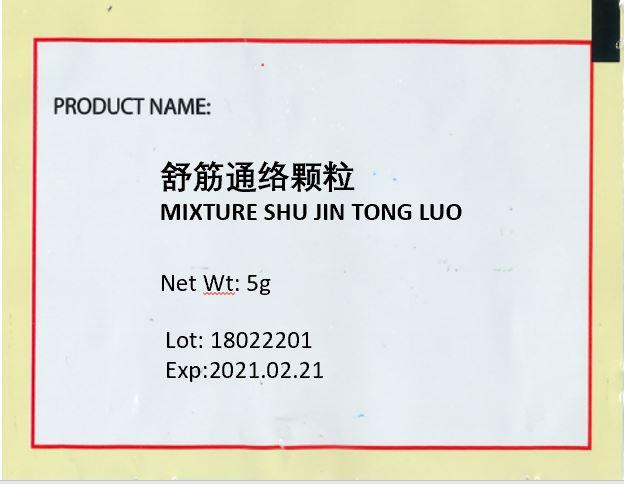 PRODUCT NAME:
舒筋通络颗粒
MIXTURE SHU JIN TONG LUO
Net Wt: 5g
Lot: 18022201
Exp:2021.02.21